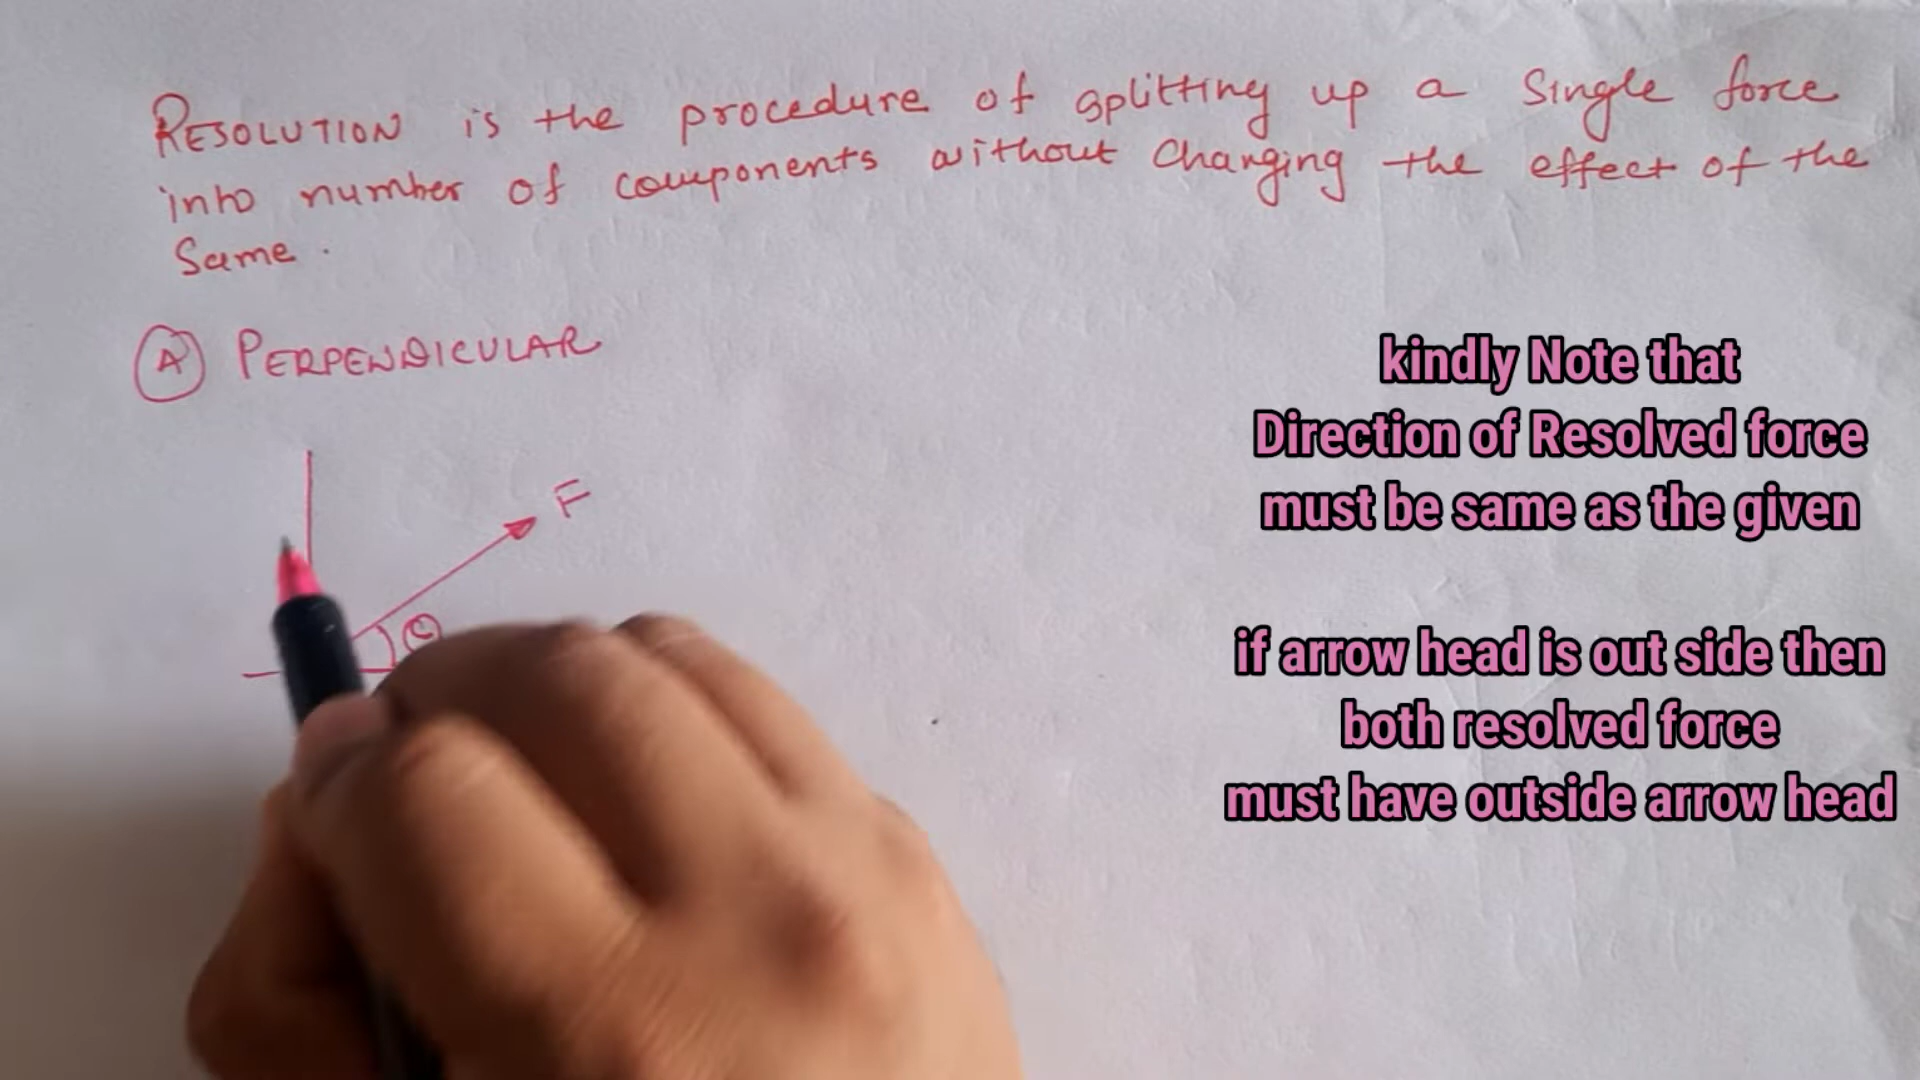 RESOLUTION is the procedure of splitting up a single force
into number of components without changing the effect of the
same.
A PERPENDICULAR
F
θ
kindly Note that
Direction of Resolved force
must be same as the given
if arrow head is out side then
both resolved force
must have outside arrow head